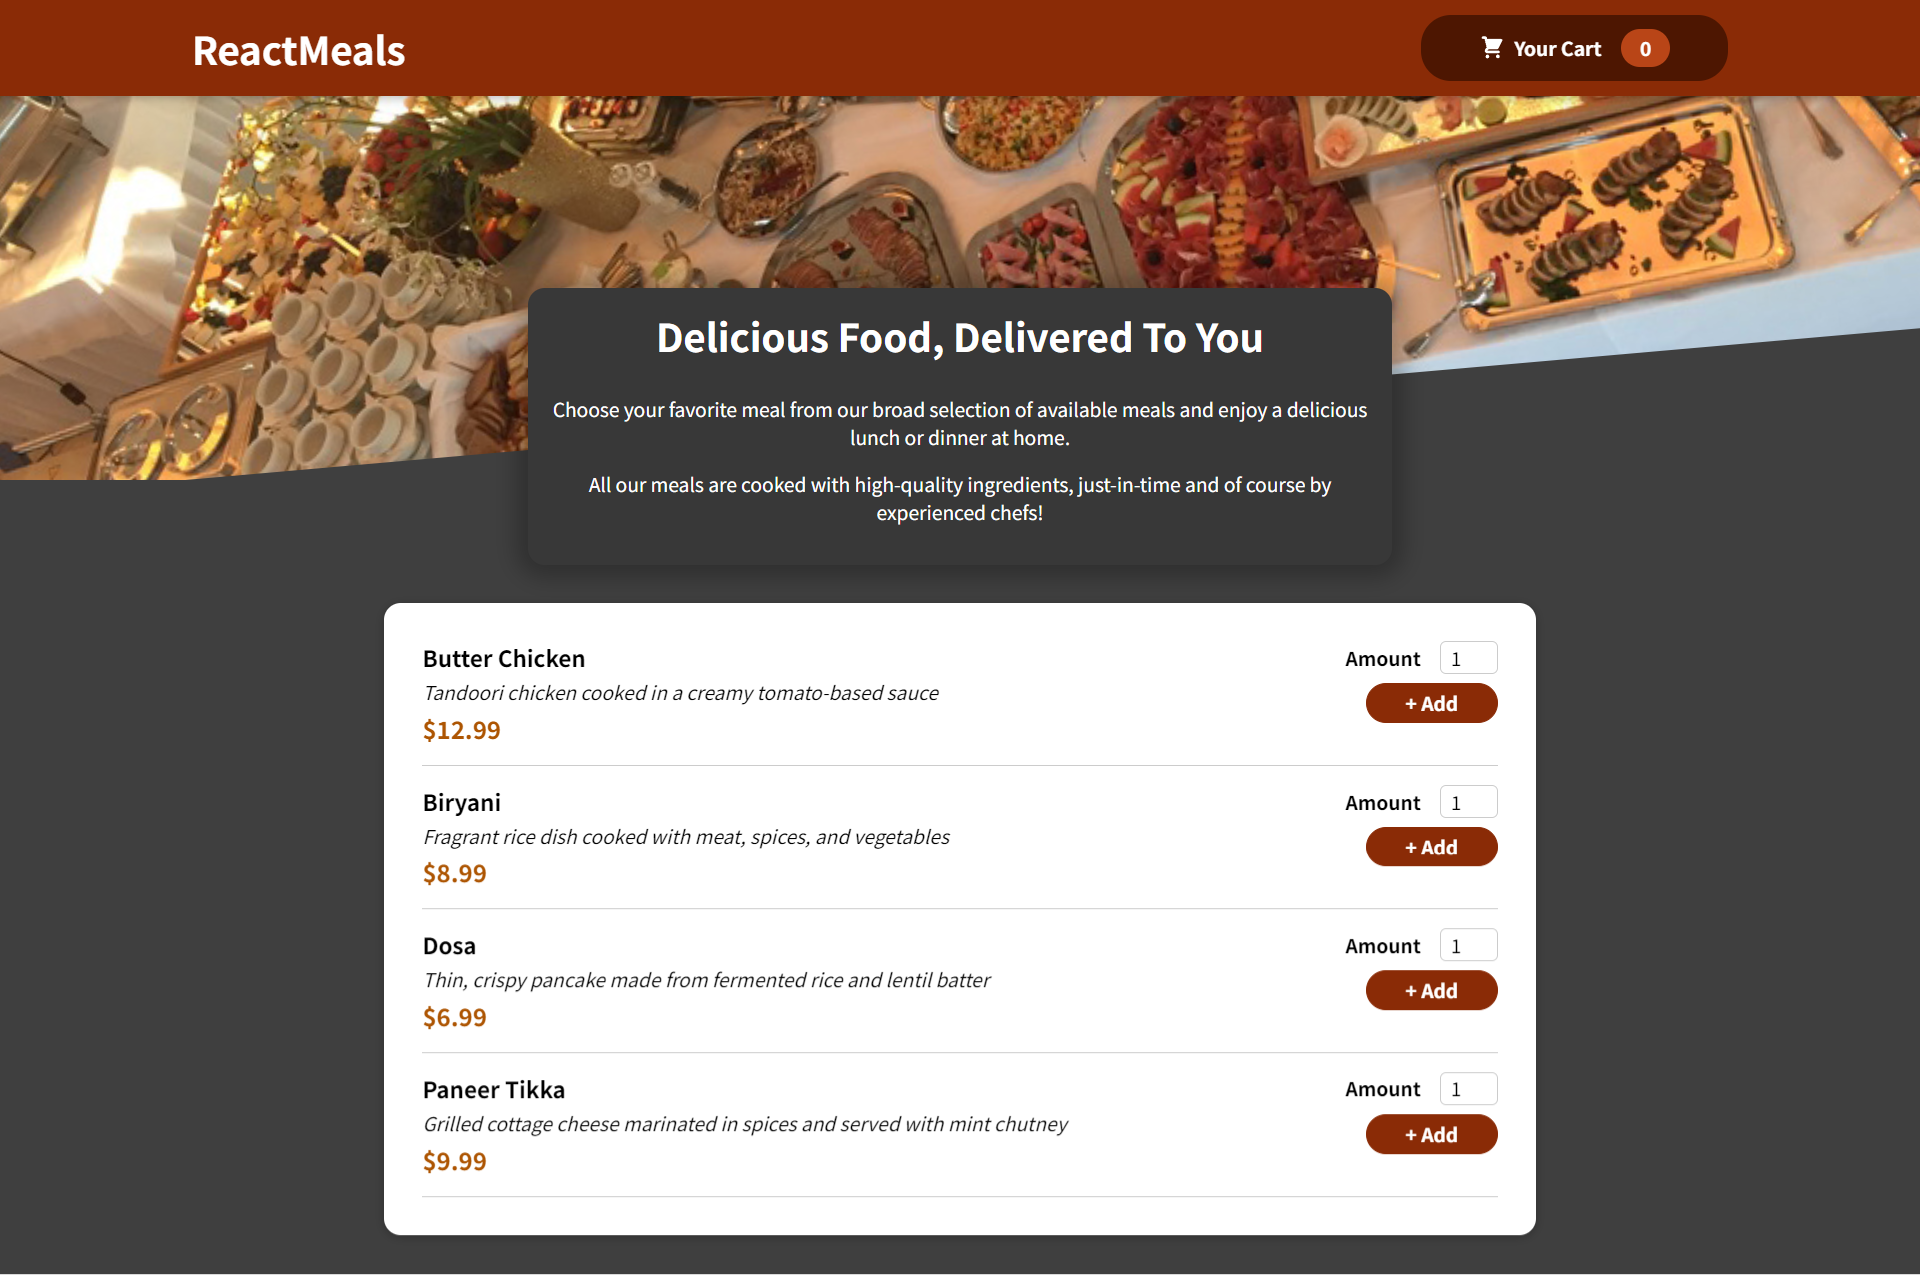 ReactMeals
Your Cart 0
Delicious Food, Delivered To You
Choose your favorite meal from our broad selection of available meals and enjoy a delicious
lunch or dinner at home.
All our meals are cooked with high-quality ingredients, just-in-time and of course by
experienced chefs!
Butter Chicken
Tandoori chicken cooked in a creamy tomato-based sauce
$12.99
Amount 1
+ Add
Biryani
Fragrant rice dish cooked with meat, spices, and vegetables
$8.99
Amount 1
+ Add
Dosa
Thin, crispy pancake made from fermented rice and lentil batter
$6.99
Amount 1
+ Add
Paneer Tikka
Grilled cottage cheese marinated in spices and served with mint chutney
$9.99
Amount 1
+ Add